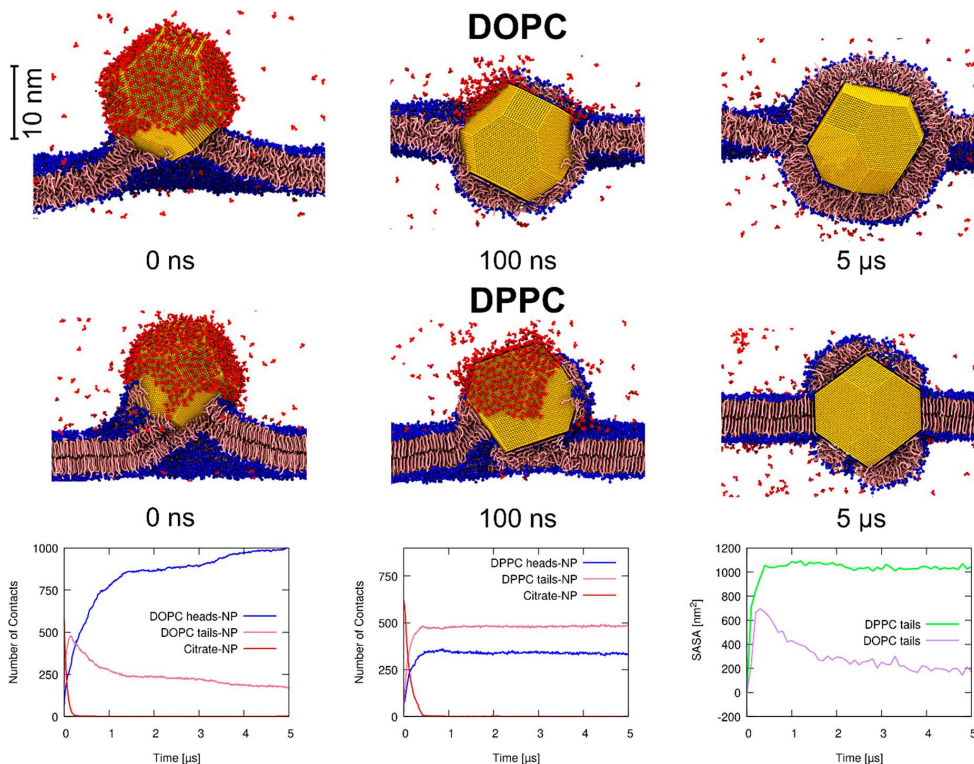 DOPC
10 nm
0 ns
100 ns
5 µs
DPPC
0 ns
100 ns
5 µs
1000
750
500
250
0
Number of Contacts
DOPC heads-NP
DOPC tails-NP
Citrate-NP
0 1 2 3 4 5
Time [µs]
750
500
250
0
Number of Contacts
DPPC heads-NP
DPPC tails-NP
Citrate-NP
0 1 2 3 4 5
Time [µs]
1200
1000
800
600
400
200
0
-200
SASA [nm²]
DPPC tails
DOPC tails
0 1 2 3 4 5
Time [µs]